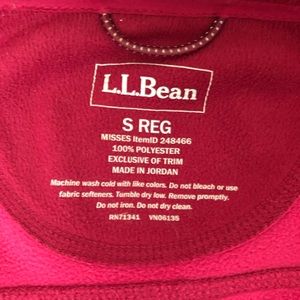 L.L.Bean
S REG
MISSES ItemID 248466
100% POLYESTER
EXCLUSIVE OF TRIM
MADE IN JORDAN
Machine wash cold with like colors. Do not bleach or use
fabric softeners. Tumble dry low. Remove promptly.
Do not iron. Do not dry clean.
RN71341 VN06135